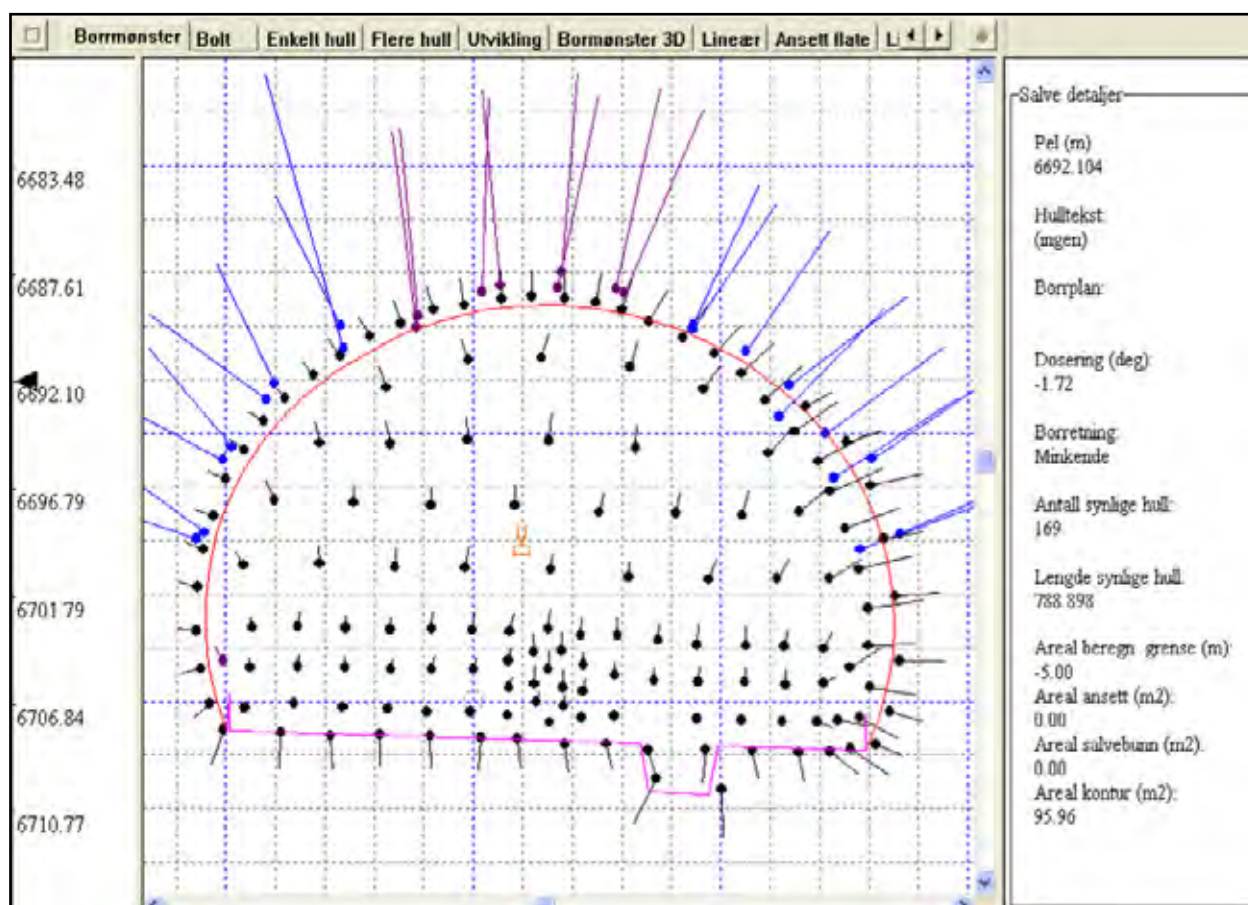 Borrmønster Bolt Enkelt hull Flere hull Utvikling Bormønster 3D Lineær Ansett flate
6683.48
6687.61
6692.10
6696.79
6701.79
6706.84
6710.77
Salve detaljer
Pel (m)
6692.104
Hulltekst:
(ingen)
Borrplan:
Dosering (deg):
-1.72
Borretning:
Minkende
Antall synlige hull:
169
Lengde synlige hull:
788.898
Areal beregn. grense (m):
-5.00
Areal ansett (m2):
0.00
Areal salvebunn (m2):
0.00
Areal kontur (m2):
95.96